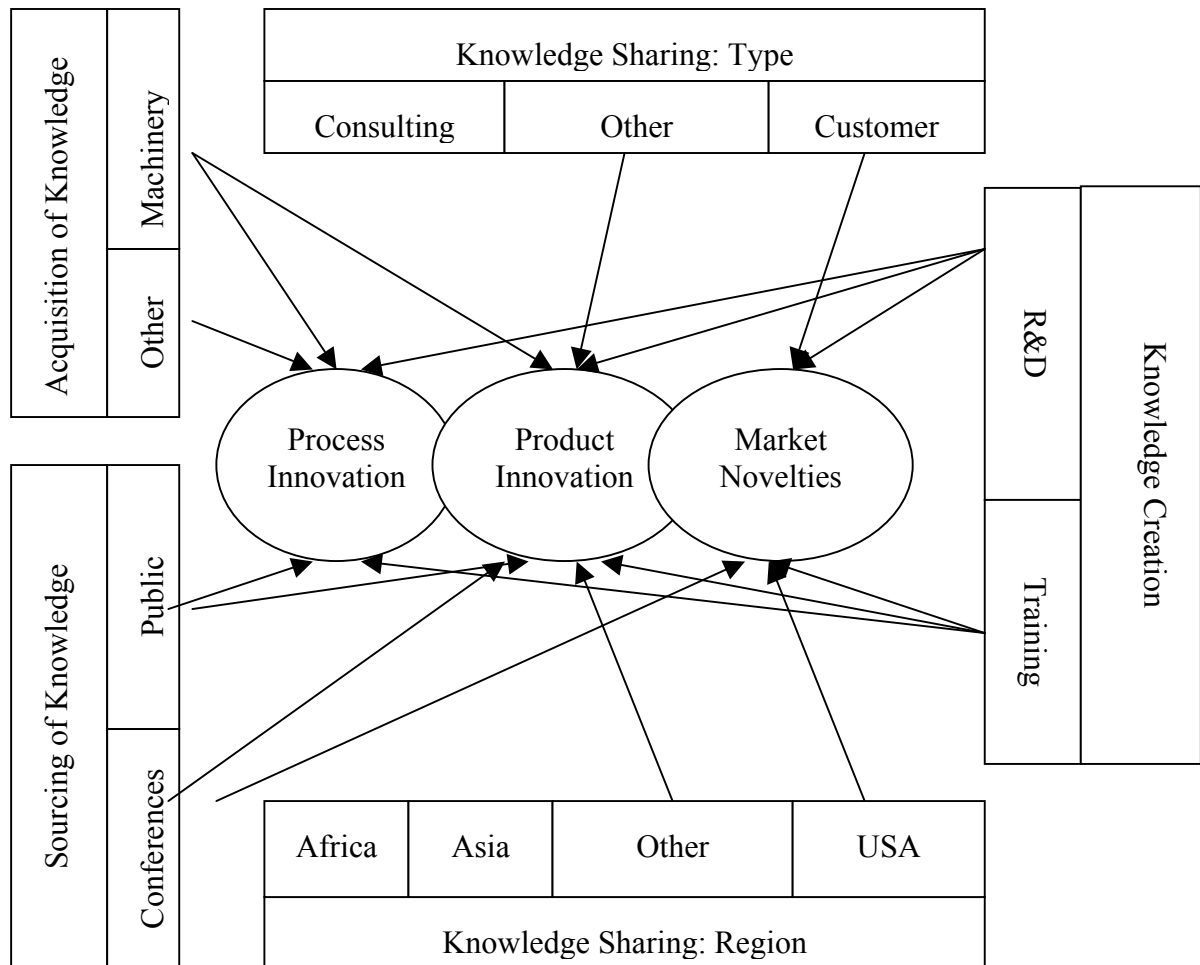 Knowledge Sharing: Type
Consulting
Other
Customer
Acquisition of Knowledge
Machinery
Other
Process
Innovation
Product
Innovation
Market
Novelties
R&D
Training
Knowledge Creation
Sourcing of Knowledge
Public
Conferences
Africa
Asia
Other
USA
Knowledge Sharing: Region